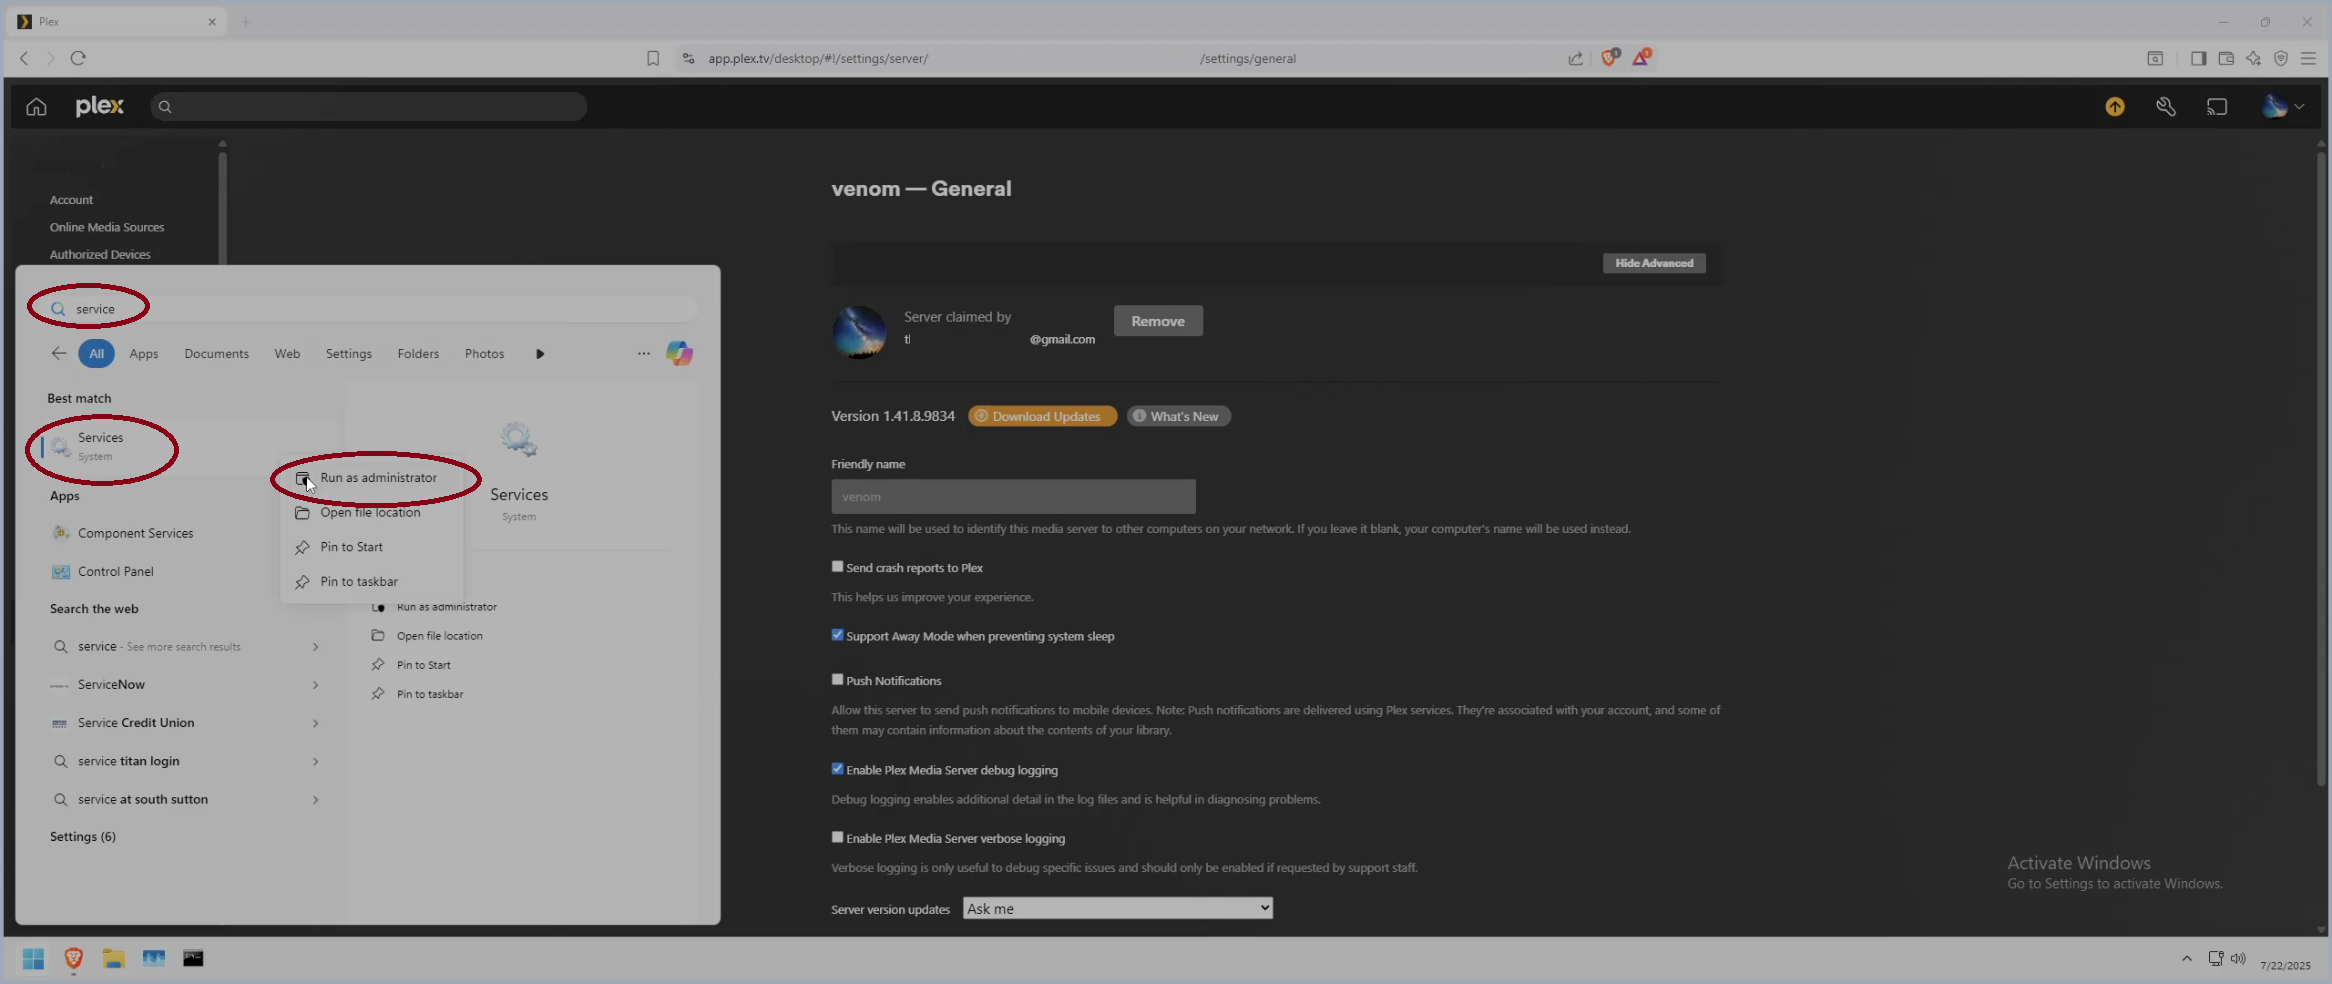 Plex
app.plex.tv/desktop/#!/settings/server/ /settings/general
1
1
plex
Account
Online Media Sources
Authorized Devices
service
All Apps Documents Web Settings Folders Photos
Best match
Services
System
Run as administrator
Open file location
Pin to Start
Pin to taskbar
Services
System
Apps
Component Services
Control Panel
Run as administrator
Open file location
Pin to Start
Pin to taskbar
Search the web
service - See more search results
ServiceNow
Service Credit Union
service titan login
service at south sutton
Settings (6)
venom — General
Hide Advanced
Server claimed by
@gmail.com
Remove
Version 1.41.8.9834 Download Updates What's New
Friendly name
venom
This name will be used to identify this media server to other computers on your network. If you leave it blank, your computer's name will be used instead.
Send crash reports to Plex
This helps us improve your experience.
Support Away Mode when preventing system sleep
Push Notifications
Allow this server to send push notifications to mobile devices. Note: Push notifications are delivered using Plex services. They're associated with your account, and some of
them may contain information about the contents of your library.
Enable Plex Media Server debug logging
Debug logging enables additional detail in the log files and is helpful in diagnosing problems.
Enable Plex Media Server verbose logging
Verbose logging is only useful to debug specific issues and should only be enabled if requested by support staff.
Server version updates Ask me
Activate Windows
Go to Settings to activate Windows.
7/22/2025